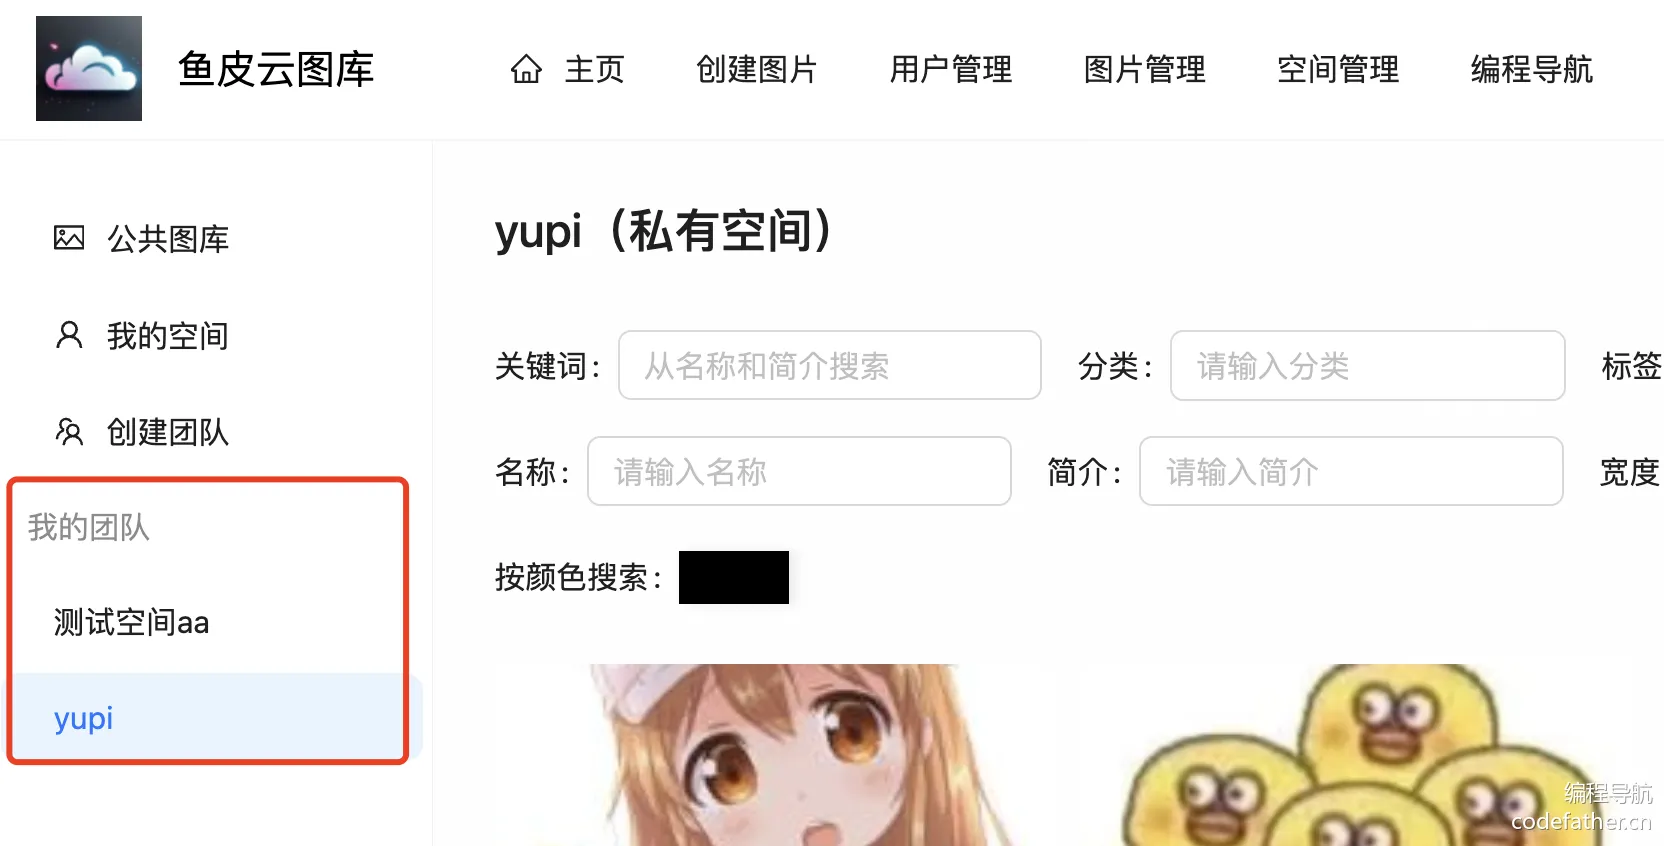 鱼皮云图库
主页
创建图片
用户管理
图片管理
空间管理
编程导航
公共图库
我的空间
创建团队
我的团队
测试空间aa
yupi
yupi（私有空间）
关键词：
从名称和简介搜索
分类：
请输入分类
标签
名称：
请输入名称
简介：
请输入简介
宽度
按颜色搜索：
编程导航
codefather.cn